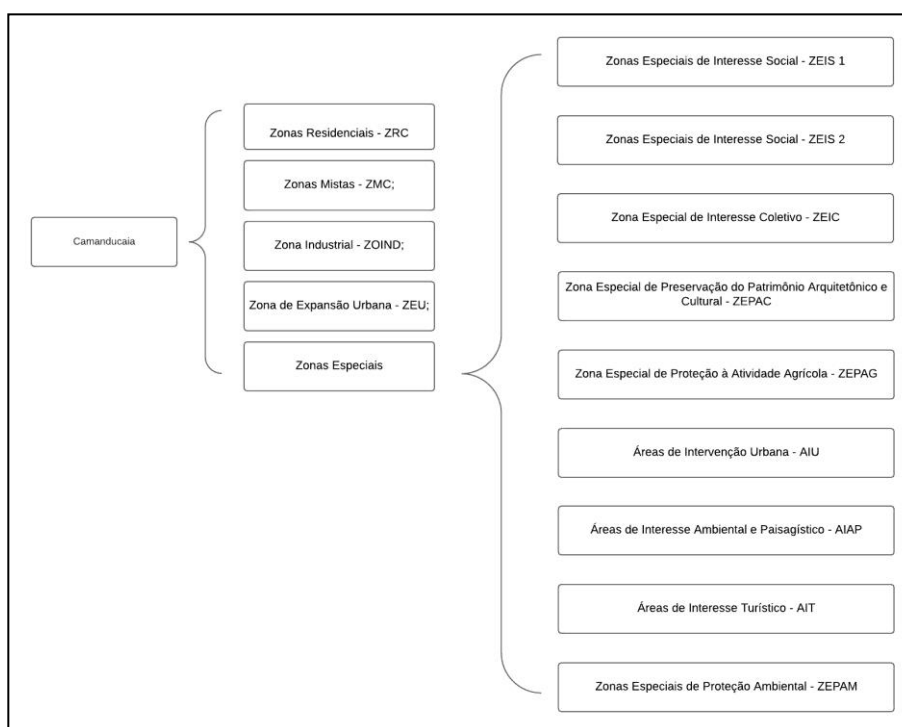 Camanducaia
Zonas Residenciais - ZRC
Zonas Mistas - ZMC;
Zona Industrial - ZOIND;
Zona de Expansão Urbana - ZEU;
Zonas Especiais
Zonas Especiais de Interesse Social - ZEIS 1
Zonas Especiais de Interesse Social - ZEIS 2
Zona Especial de Interesse Coletivo - ZEIC
Zona Especial de Preservação do Patrimônio Arquitetônico e
Cultural - ZEPAC
Zona Especial de Proteção à Atividade Agrícola - ZEPAG
Áreas de Intervenção Urbana - AIU
Áreas de Interesse Ambiental e Paisagístico - AIAP
Áreas de Interesse Turístico - AIT
Zonas Especiais de Proteção Ambiental - ZEPAM